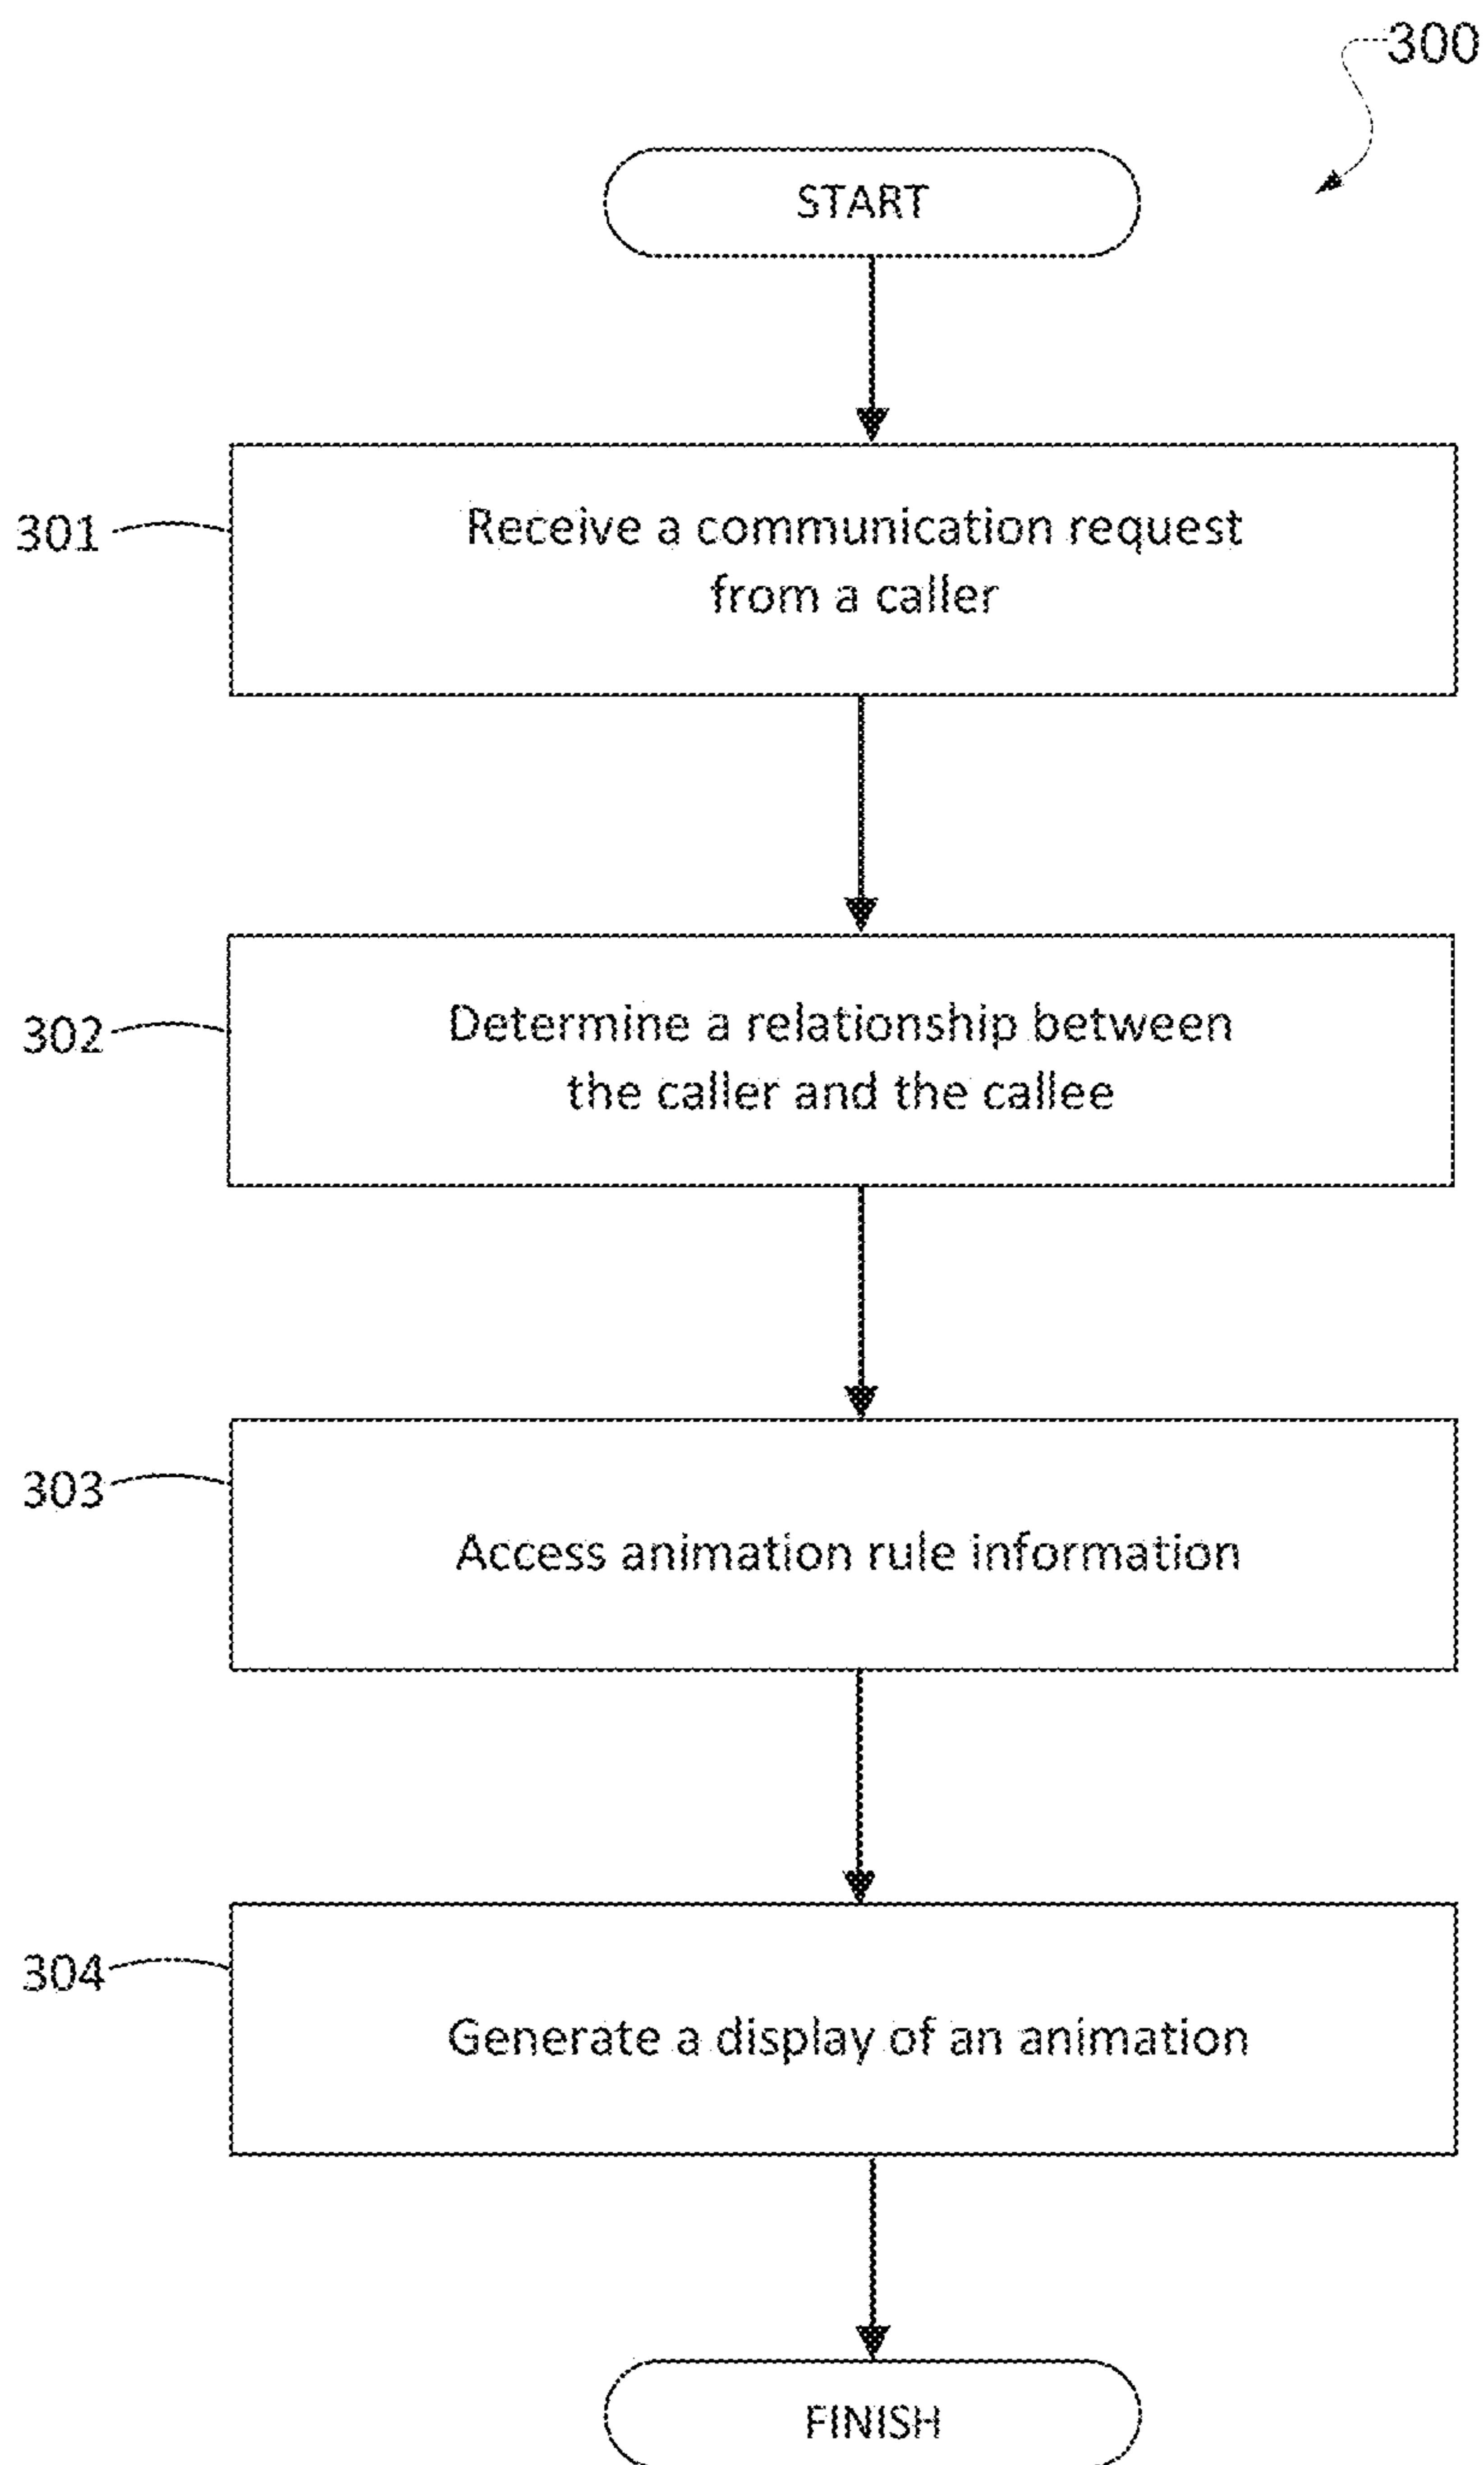 300
START
301
Receive a communication request
from a caller
302
Determine a relationship between
the caller and the callee
303
Access animation rule information
304
Generate a display of an animation
FINISH